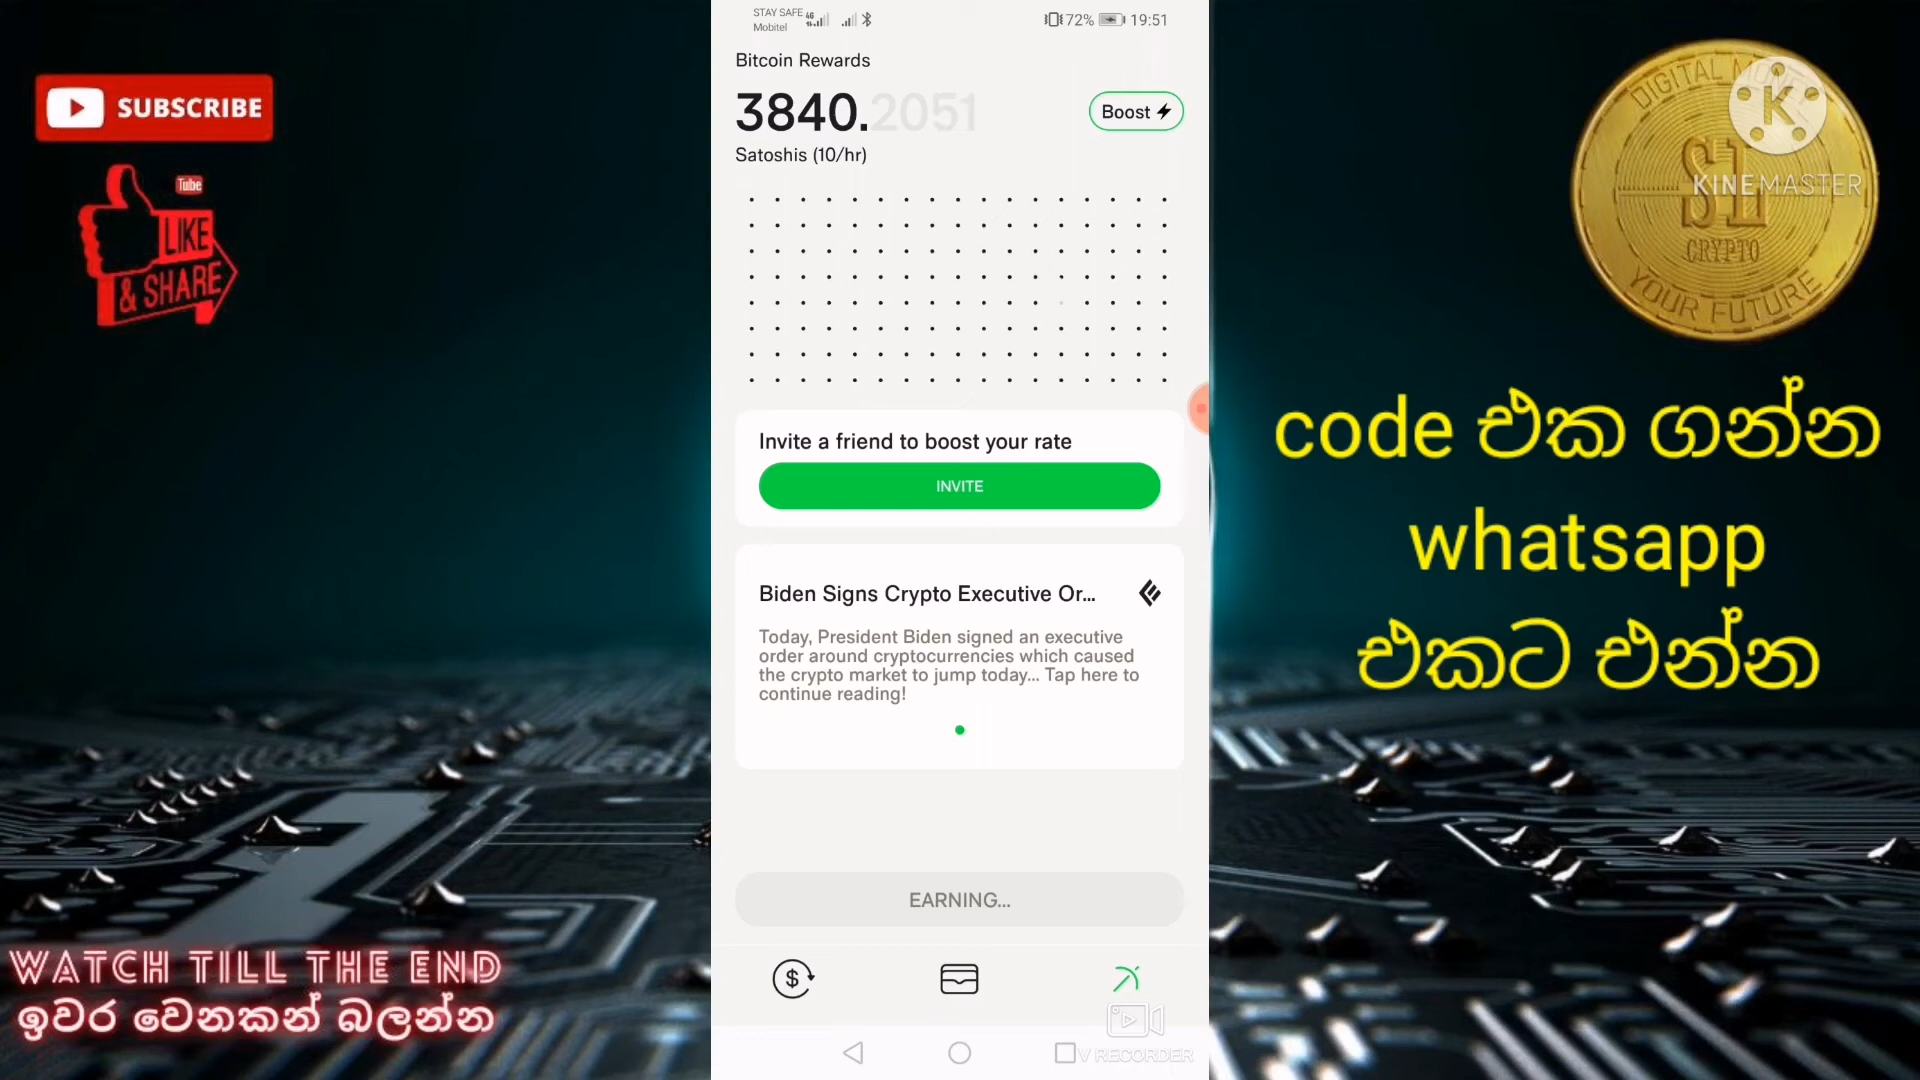 STAY SAFE
Mobitel
4G
72%
19:51
Bitcoin Rewards
3840.2051
Boost
Satoshis (10/hr)
Invite a friend to boost your rate
INVITE
Biden Signs Crypto Executive Or...
Today, President Biden signed an executive
order around cryptocurrencies which caused
the crypto market to jump today... Tap here to
continue reading!
EARNING...
V RECORDER
SUBSCRIBE
Tube
LIKE
& SHARE
WATCH TILL THE END
ඉවර වෙනකන් බලන්න
DIGITAL MON
K
KINEMASTER
SL
CRYPTO
YOUR FUTURE
code එක ගන්න
whatsapp
එකට එන්න